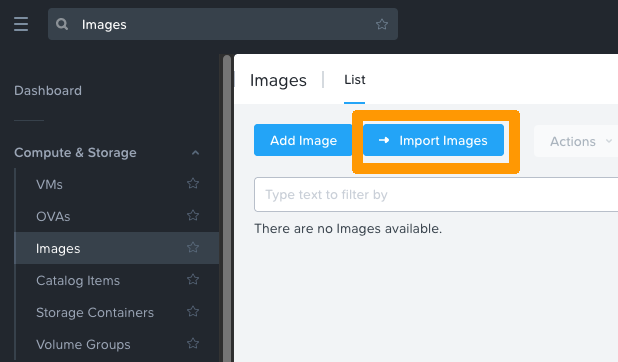 Images
Dashboard
Compute & Storage
VMs
OVAs
Images
Catalog Items
Storage Containers
Volume Groups
Images
List
Add Image
Import Images
Actions
Type text to filter by
There are no Images available.